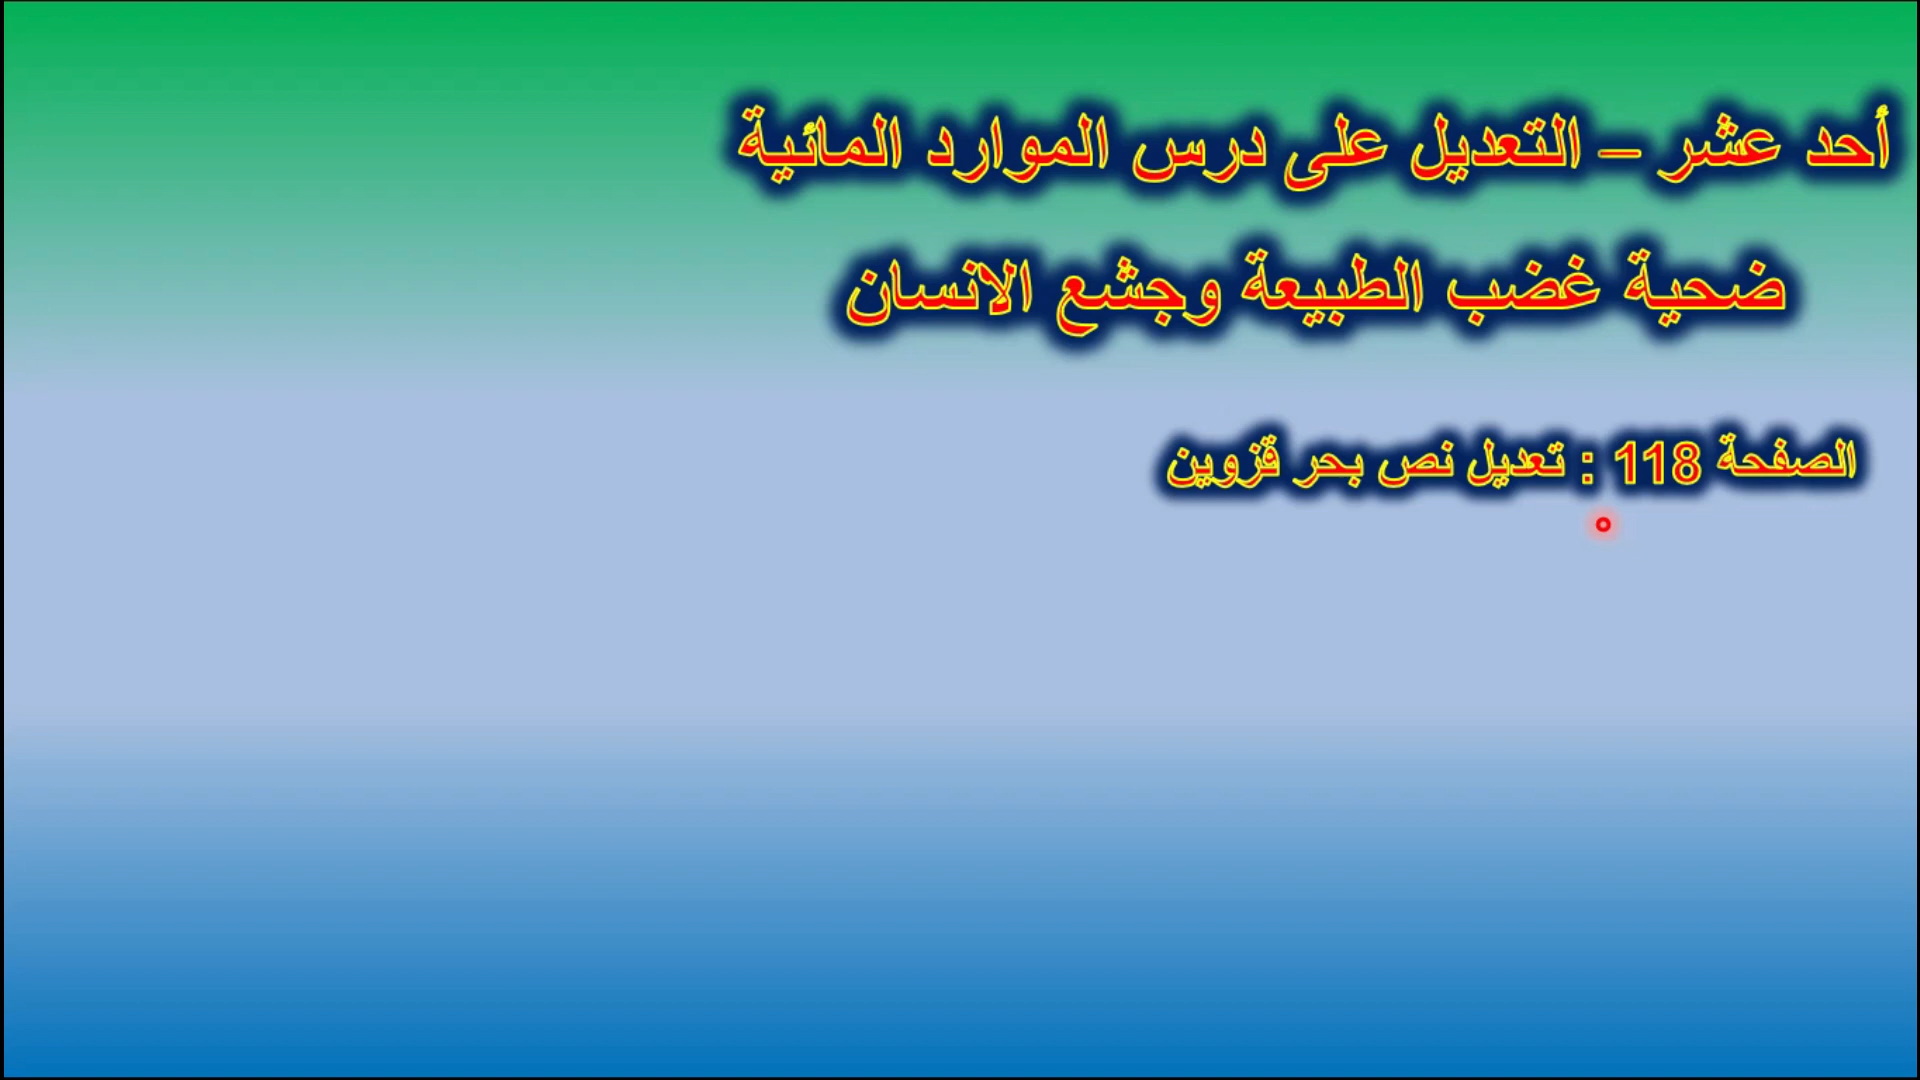 أحد عشر – التعديل على درس الموارد المائية
ضحية غضب الطبيعة وجشع الانسان
الصفحة 118 : تعديل نص بحر قزوين